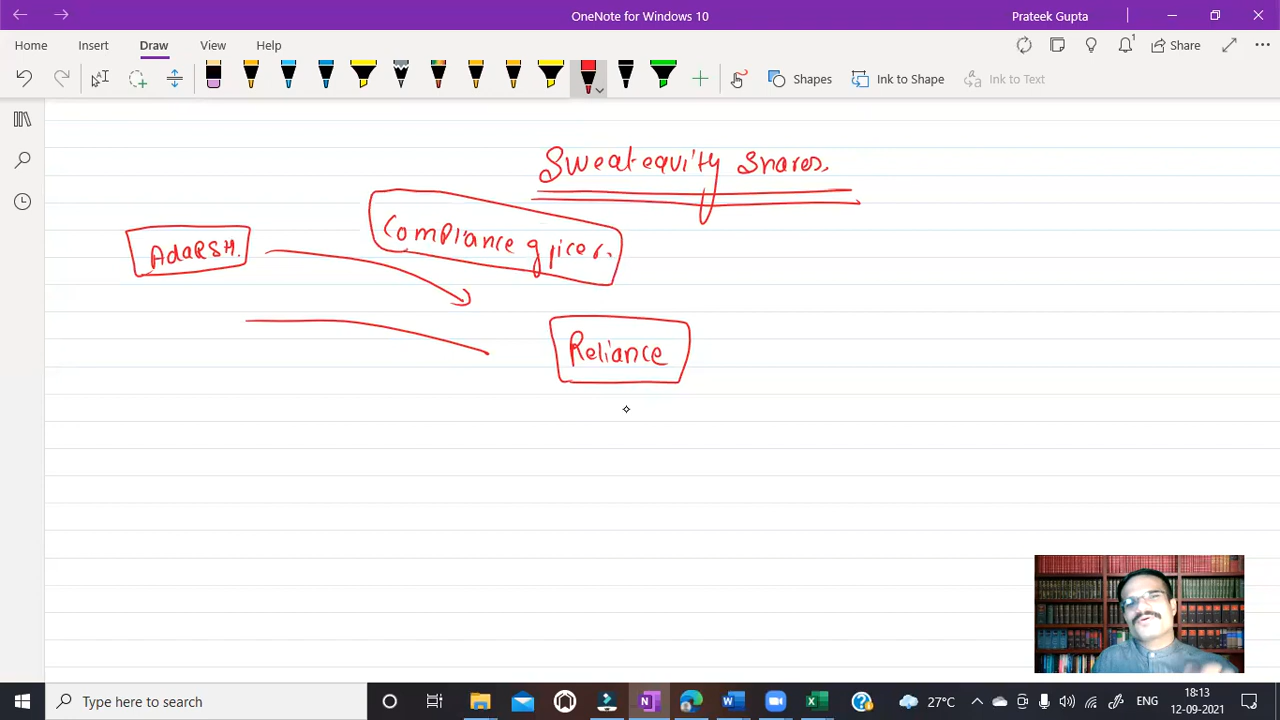 OneNote for Windows 10
Prateek Gupta
Home Insert Draw View Help
Share
Shapes
Ink to Shape
Ink to Text
Sweat equity Shares.
Compliance officer.
AdaRSH.
Reliance
Type here to search
27°C
ENG
18:13
12-09-2021